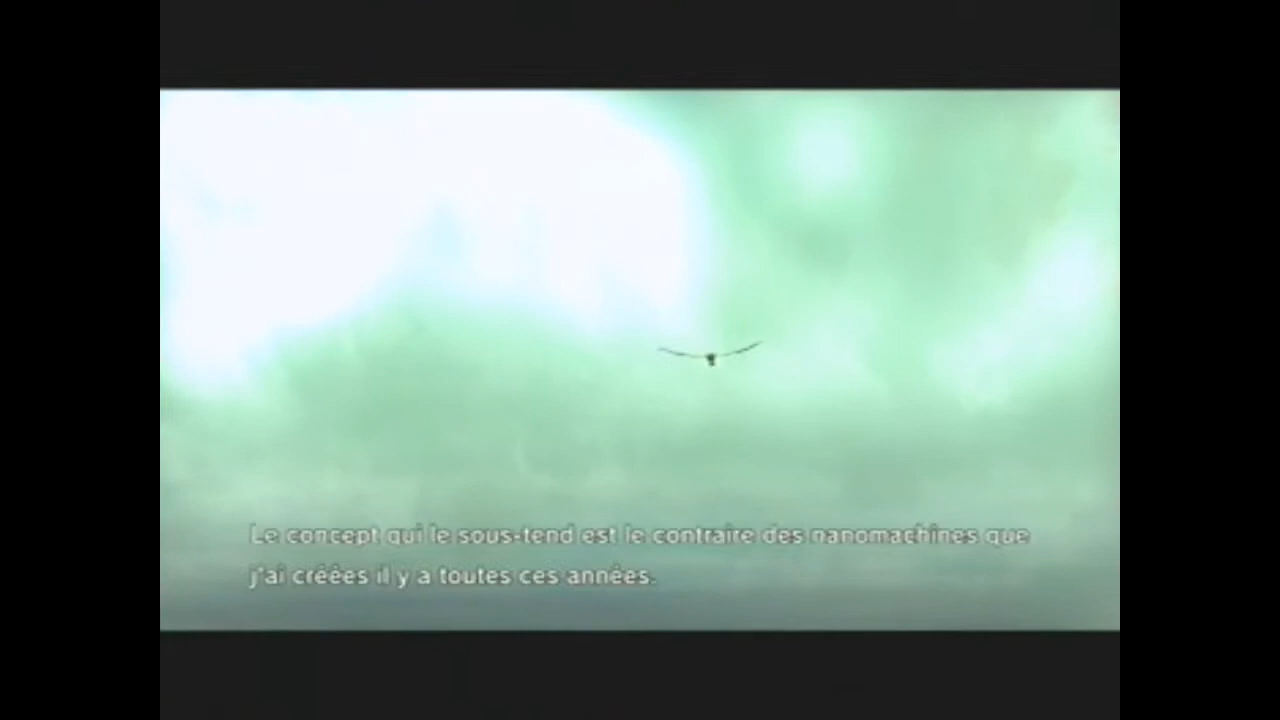 Le concept qui le sous-tend est le contraire des nanomachines que
j'ai créées il y a toutes ces années.